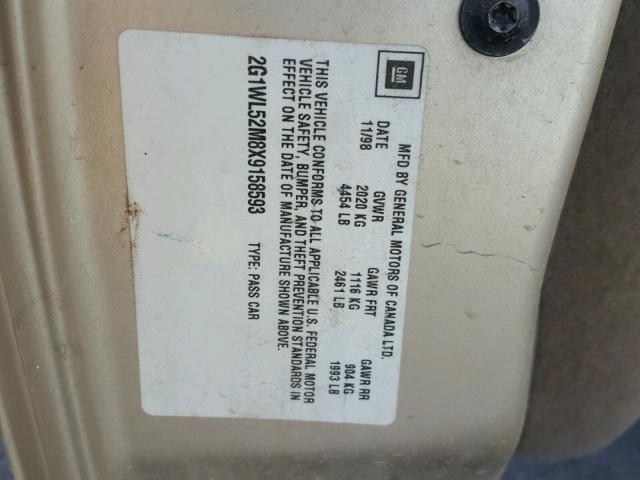 GM
MFD BY GENERAL MOTORS OF CANADA LTD.
DATE GVWR GAWR FRT GAWR RR
11/98 2020 KG 1116 KG 904 KG
4454 LB 2461 LB 1993 LB
THIS VEHICLE CONFORMS TO ALL APPLICABLE U.S. FEDERAL MOTOR
VEHICLE SAFETY, BUMPER, AND THEFT PREVENTION STANDARDS IN
EFFECT ON THE DATE OF MANUFACTURE SHOWN ABOVE.
2G1WL52M8X9158593 TYPE: PASS CAR